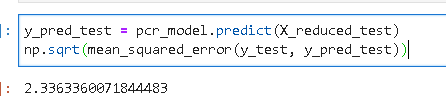 ]: y_pred_test = pcr_model.predict(X_reduced_test)
np.sqrt(mean_squared_error(y_test, y_pred_test))
]: 2.3363360071844483